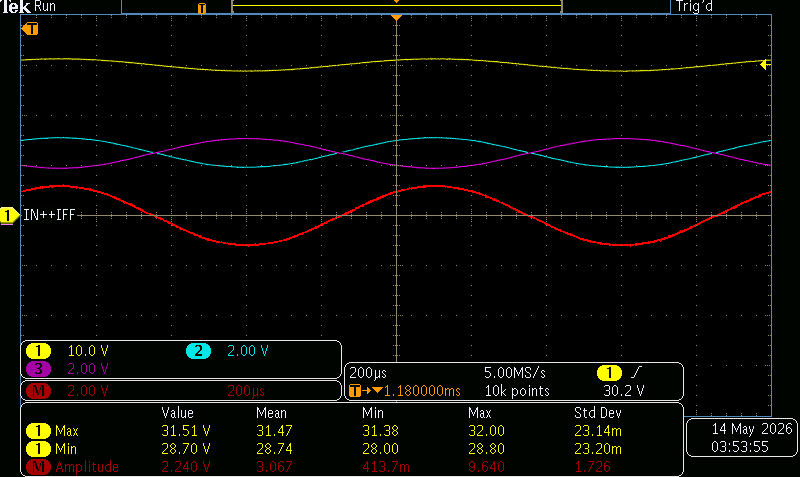 Tek Run Trig'd
T
T
1 IN++IFF
1 10.0 V 2 2.00 V
3 2.00 V
M 2.00 V 200µs
200µs 5.00MS/s 1
T 1.180000ms 10k points 30.2 V
Value Mean Min Max Std Dev
1 Max 31.51 V 31.47 31.38 32.00 23.14m
1 Min 28.70 V 28.74 28.00 28.80 23.20m
M Amplitude 2.240 V 3.067 413.7m 9.640 1.726
14 May 2026
03:53:55